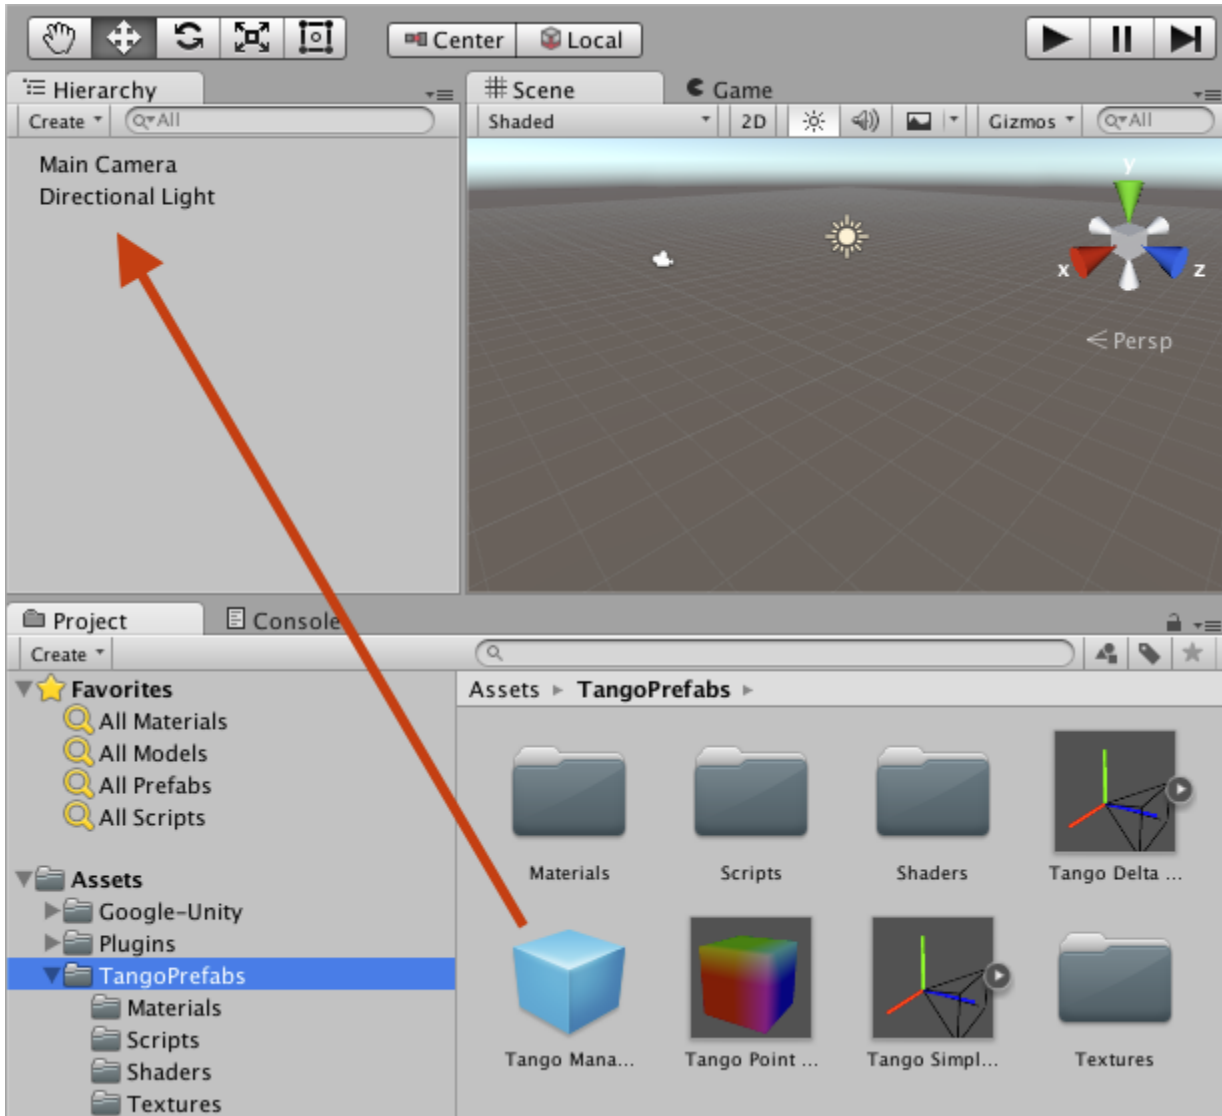 Center Local
Hierarchy
Create All
Main Camera
Directional Light
Scene Game
Shaded 2D Gizmos All
y
x z
Persp
Project Console
Create
Favorites
All Materials
All Models
All Prefabs
All Scripts
Assets
Google-Unity
Plugins
TangoPrefabs
Materials
Scripts
Shaders
Textures
Assets TangoPrefabs
Materials Scripts Shaders Tango Delta ...
Tango Mana... Tango Point ... Tango Simpl... Textures